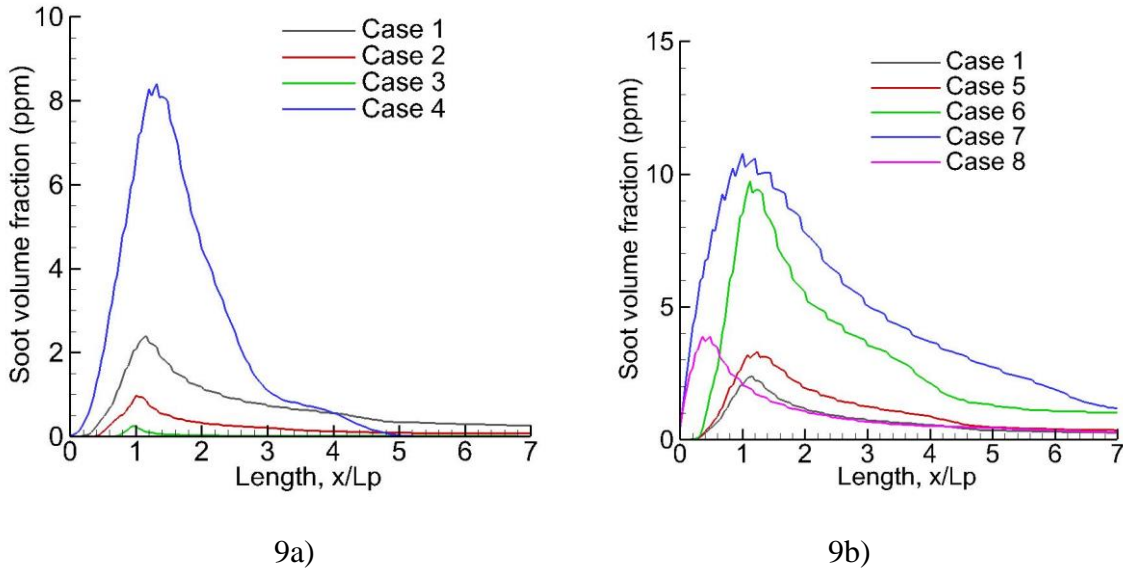 Soot volume fraction (ppm)
10
8
6
4
2
0
0 1 2 3 4 5 6 7
Length, x/Lp
Case 1
Case 2
Case 3
Case 4
9a)
Soot volume fraction (ppm)
15
10
5
0
0 1 2 3 4 5 6 7
Length, x/Lp
Case 1
Case 5
Case 6
Case 7
Case 8
9b)